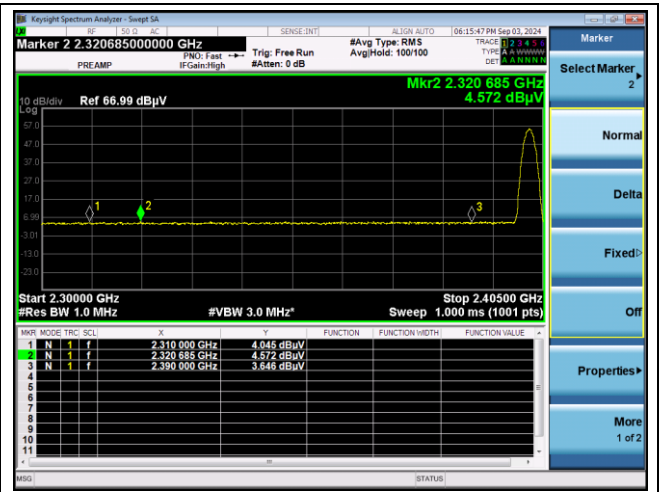 Keysight Spectrum Analyzer - Swept SA
RF 50 Ω AC SENSE:INT ALIGN AUTO 06:15:47 PM Sep 03, 2024
Marker 2 2.320685000000 GHz
PNO: Fast
IFGain:High
PREAMP
Trig: Free Run
#Atten: 0 dB
#Avg Type: RMS
Avg|Hold: 100/100
TRACE 1 2 3 4 5 6
TYPE A A WWWW
DET A A N N N N
Marker
Select Marker
2
Normal
Delta
Fixed
Off
Properties
More
1 of 2
Mkr2 2.320 685 GHz
4.572 dBµV
10 dB/div Ref 66.99 dBµV
Log
57.0
47.0
37.0
27.0
17.0
6.99
-3.01
-13.0
-23.0
1
2
3
Start 2.30000 GHz Stop 2.40500 GHz
#Res BW 1.0 MHz #VBW 3.0 MHz* Sweep 1.000 ms (1001 pts)
MKR MODE TRC SCL X Y FUNCTION FUNCTION WIDTH FUNCTION VALUE
1 N 1 f 2.310 000 GHz 4.045 dBµV
2 N 1 f 2.320 685 GHz 4.572 dBµV
3 N 1 f 2.390 000 GHz 3.646 dBµV
4
5
6
7
8
9
10
11
MSG STATUS